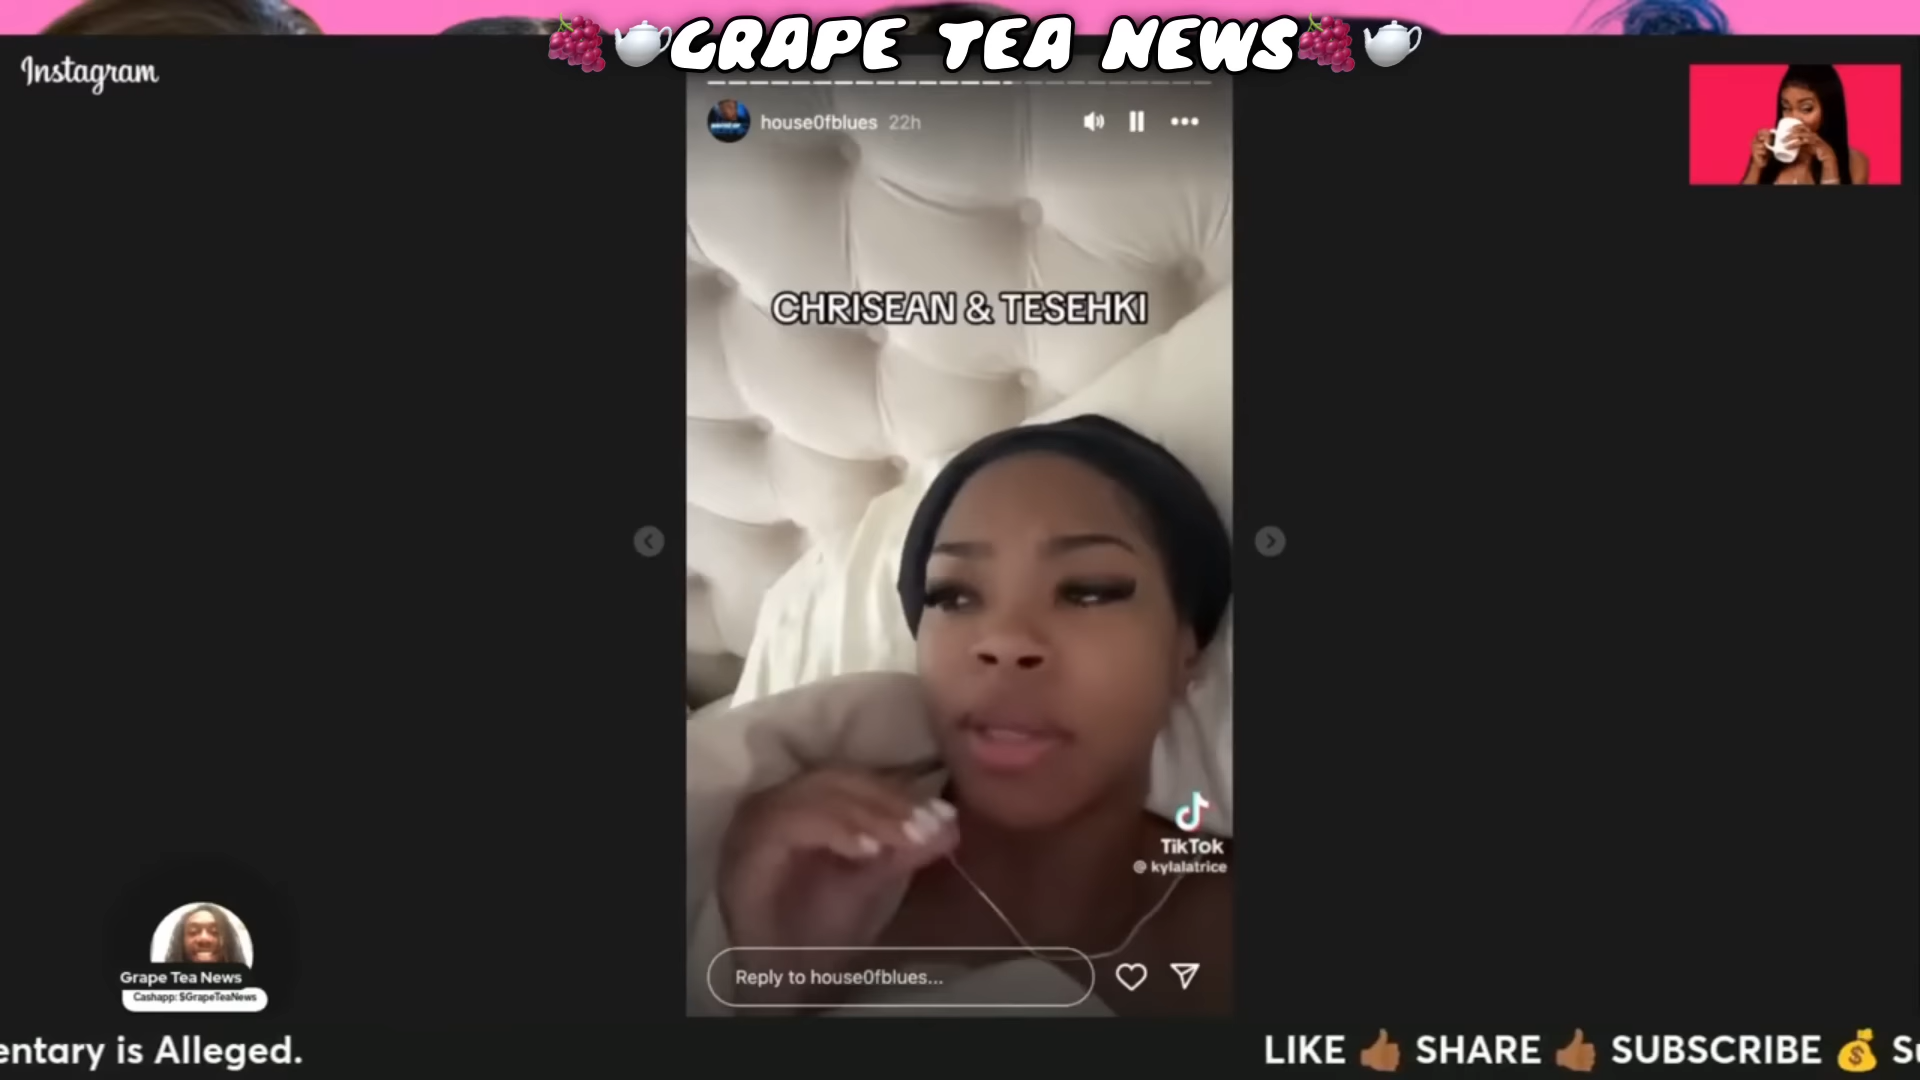 GRAPE TEA NEWS
Instagram
house0fblues 22h
CHRISEAN & TESEHKI
TikTok
@ kylalatrice
Grape Tea News
Cashapp: $GrapeTeaNews
Reply to house0fblues...
entary is Alleged.
LIKE 👍🏾 SHARE 👍🏾 SUBSCRIBE 💰 Su